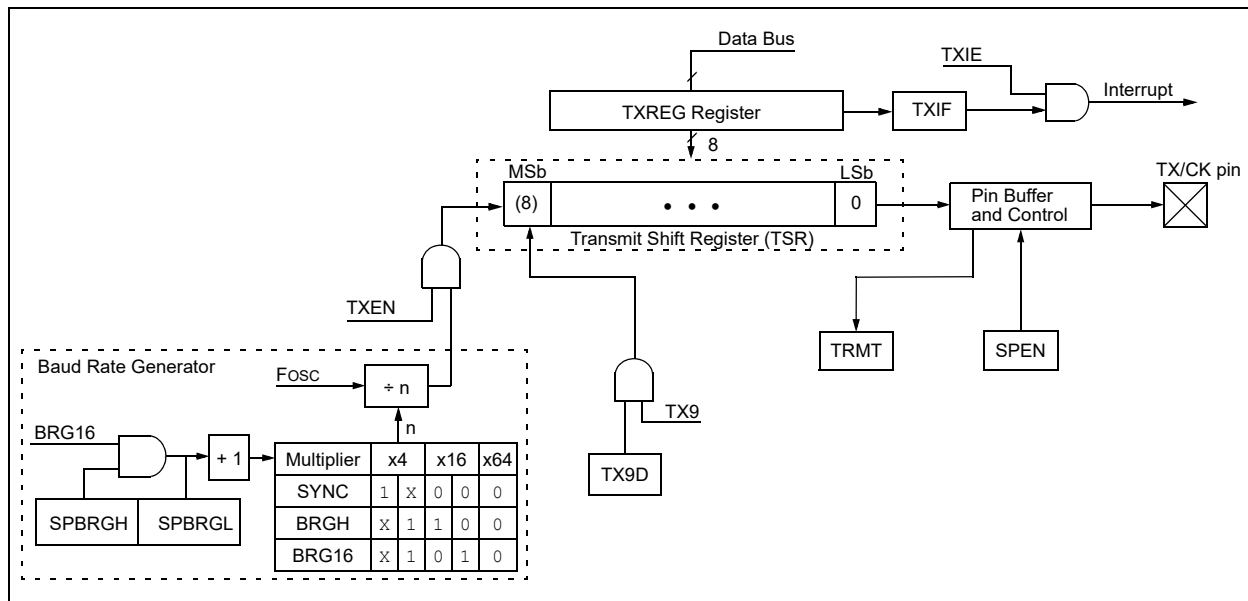 Data Bus
TXIE
Interrupt
TXREG Register
TXIF
8
MSb
LSb
TX/CK pin
(8)
• • •
0
Pin Buffer
and Control
Transmit Shift Register (TSR)
TXEN
TRMT
SPEN
Baud Rate Generator
FOSC
÷ n
n
TX9
BRG16
+ 1
Multiplier x4 x16 x64
TX9D
SYNC 1 X 0 0 0
SPBRGH SPBRGL
BRGH X 1 1 0 0
BRG16 X 1 0 1 0